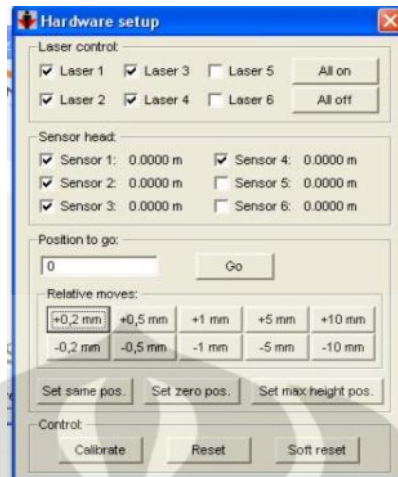 Hardware setup
Laser control:
Laser 1 Laser 3 Laser 5 All on
Laser 2 Laser 4 Laser 6 All off
Sensor head:
Sensor 1: 0.0000 m Sensor 4: 0.0000 m
Sensor 2: 0.0000 m Sensor 5: 0.0000 m
Sensor 3: 0.0000 m Sensor 6: 0.0000 m
Position to go:
0 Go
Relative moves:
+0,2 mm +0,5 mm +1 mm +5 mm +10 mm
-0,2 mm -0,5 mm -1 mm -5 mm -10 mm
Set same pos. Set zero pos. Set max height pos.
Control:
Calibrate Reset Soft reset